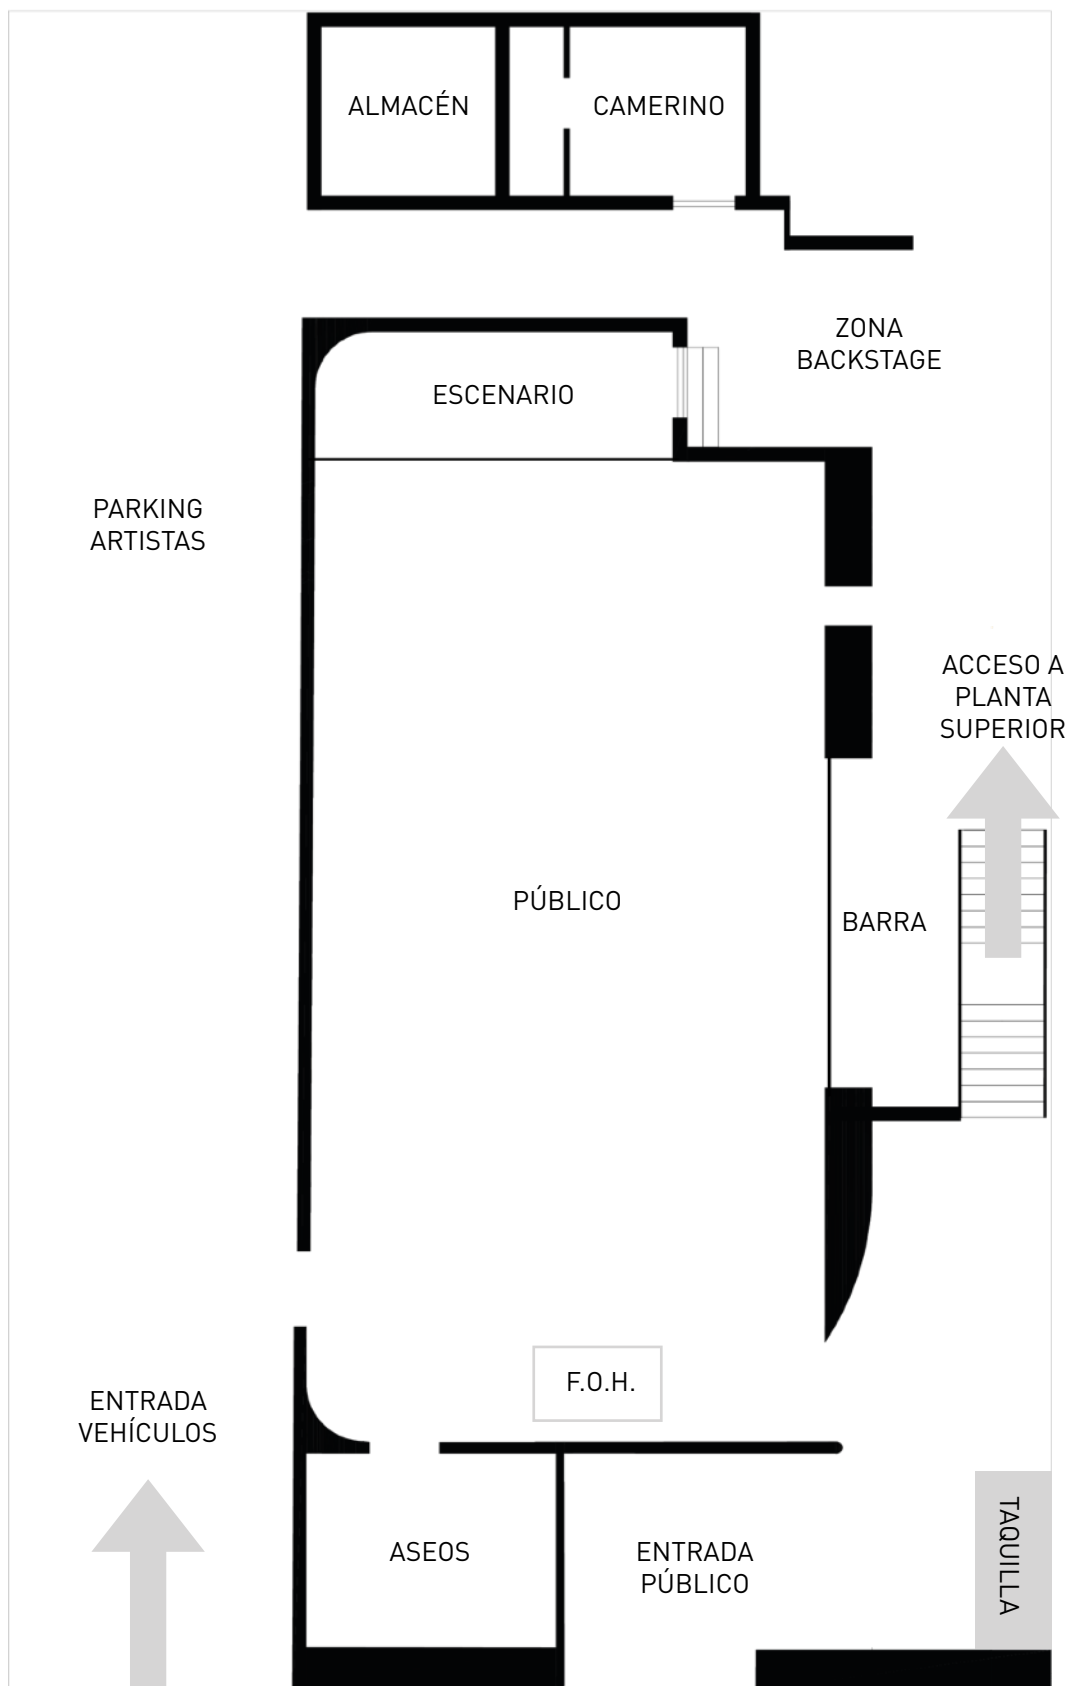 ALMACÉN
CAMERINO
ZONA
BACKSTAGE
ESCENARIO
PARKING
ARTISTAS
ACCESO A
PLANTA
SUPERIOR
PÚBLICO
BARRA
F.O.H.
ENTRADA
VEHÍCULOS
ASEOS
ENTRADA
PÚBLICO
TAQUILLA